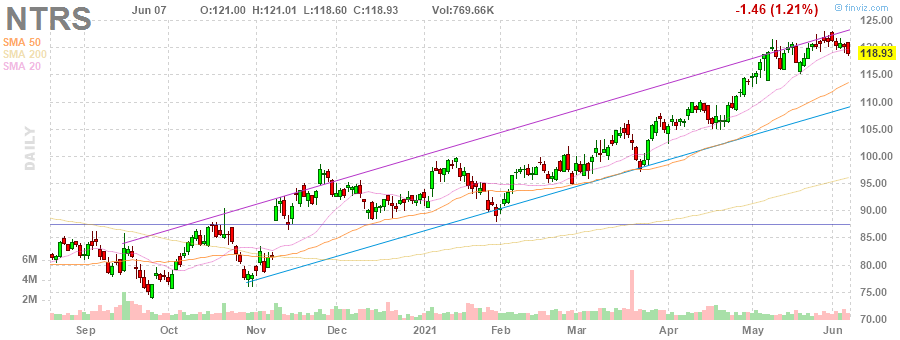 NTRS Jun 07 O:121.00 H:121.01 L:118.60 C:118.93 Vol:769.66K -1.46 (1.21%) © finviz.com
SMA 50
SMA 200
SMA 20
DAILY
125.00
118.93
115.00
110.00
105.00
100.00
95.00
90.00
85.00
80.00
75.00
70.00
6M
4M
2M
Sep Oct Nov Dec 2021 Feb Mar Apr May Jun